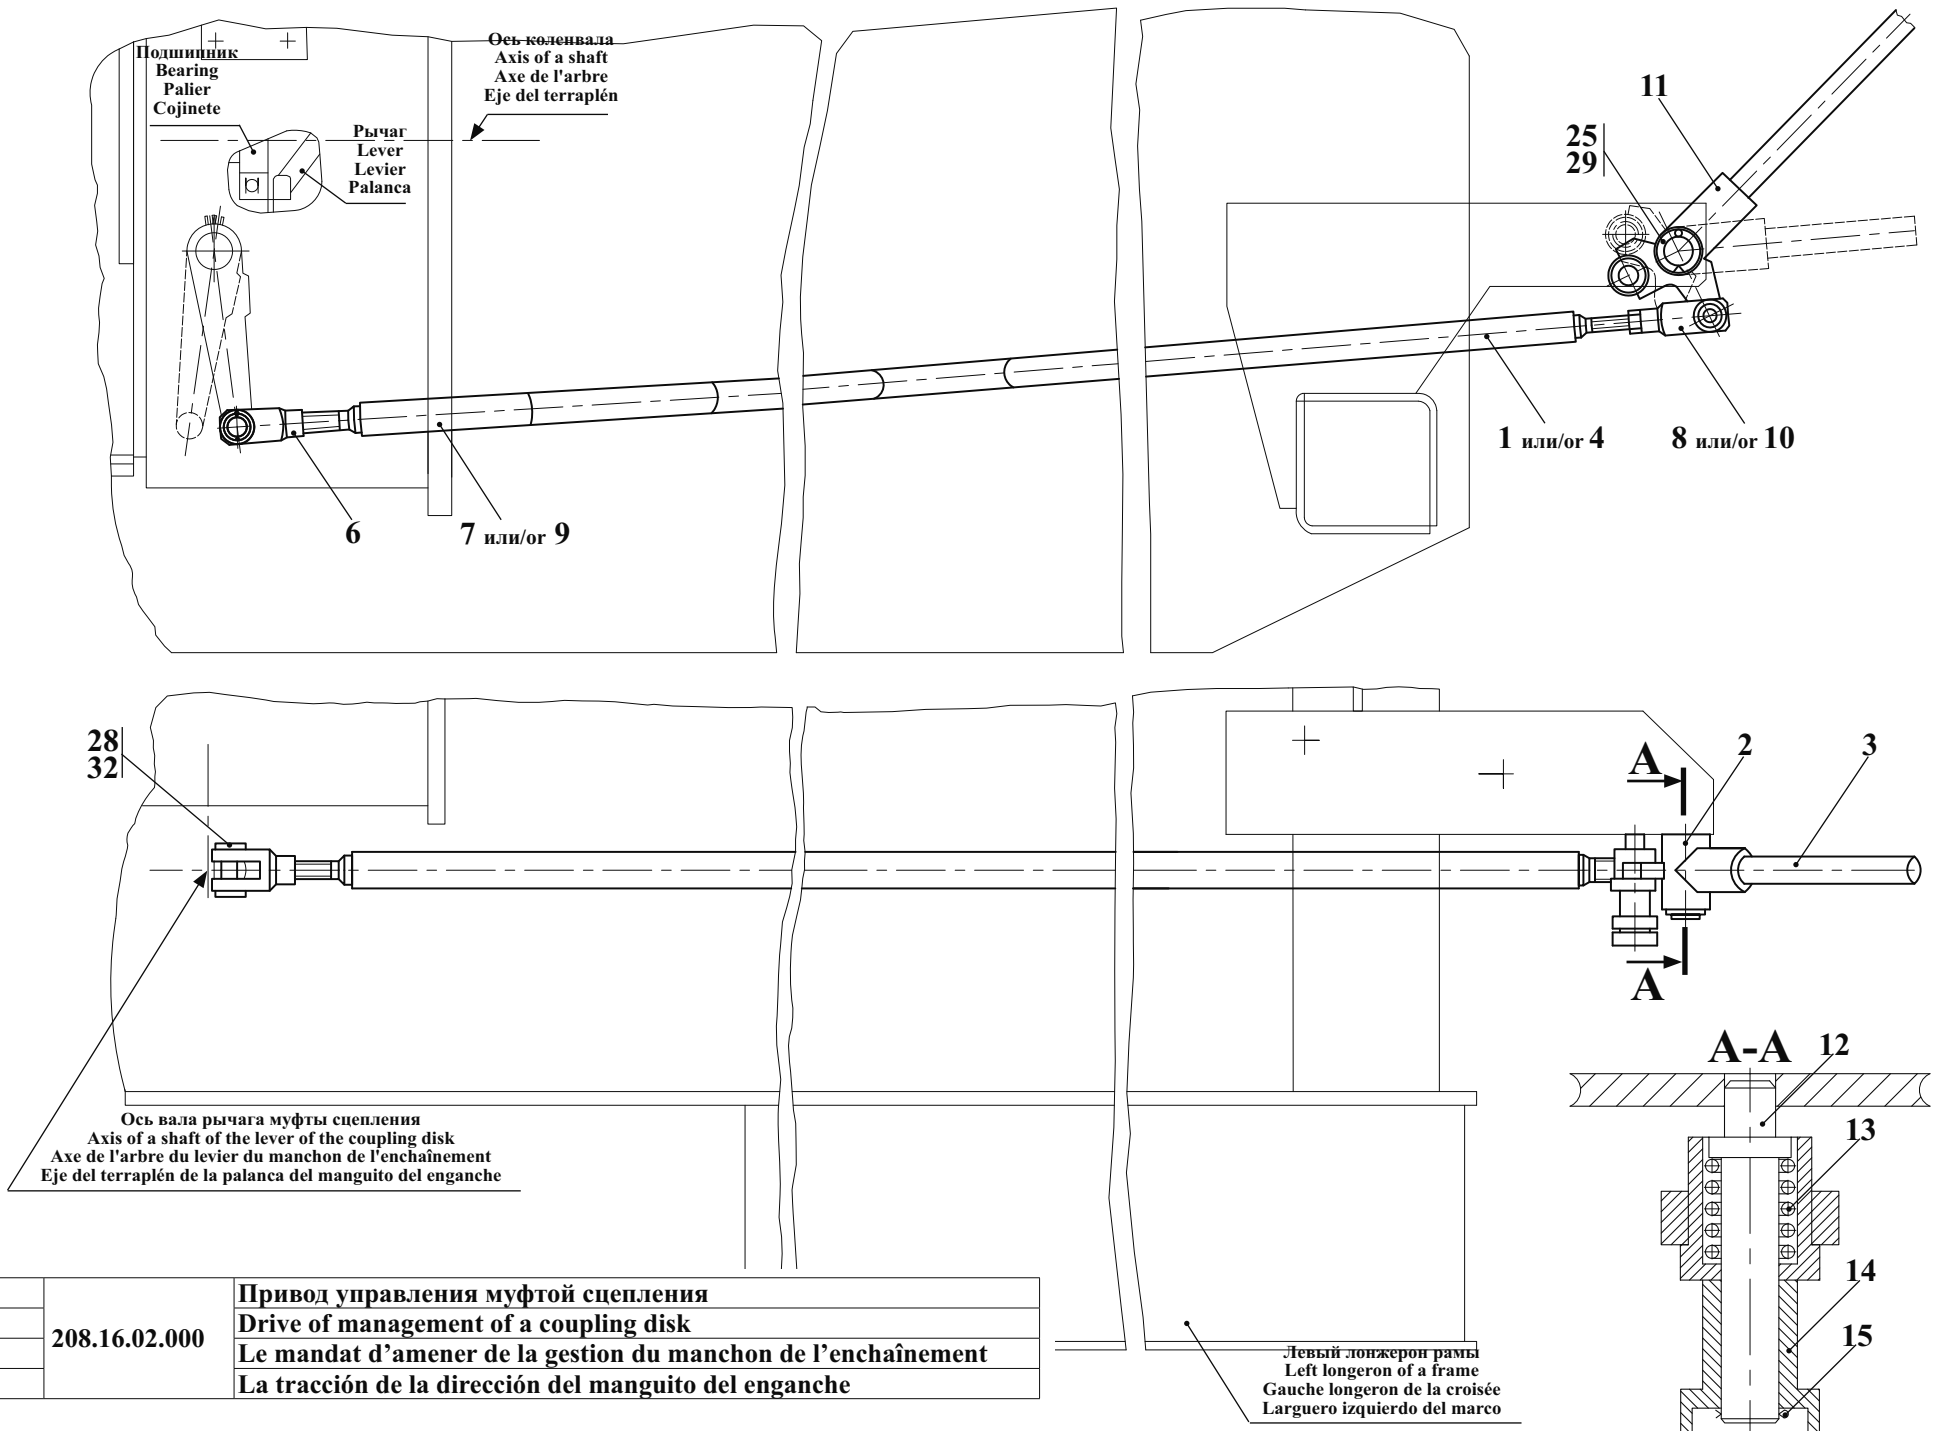 Подшипник
Bearing
Palier
Cojinete
Ось коленвала
Axis of a shaft
Axe de l'arbre
Eje del terraplén
Рычаг
Lever
Levier
Palanca
11
25
29
1 или/or 4
8 или/or 10
6
7 или/or 9
28
32
A
2
3
A
A-A
12
13
14
15
Ось вала рычага муфты сцепления
Axis of a shaft of the lever of the coupling disk
Axe de l'arbre du levier du manchon de l'enchaînement
Eje del terraplén de la palanca del manguito del enganche
208.16.02.000
Привод управления муфтой сцепления
Drive of management of a coupling disk
Le mandat d’amener de la gestion du manchon de l’enchaînement
La tracción de la dirección del manguito del enganche
Левый лонжерон рамы
Left longeron of a frame
Gauche longeron de la croisée
Larguero izquierdo del marco